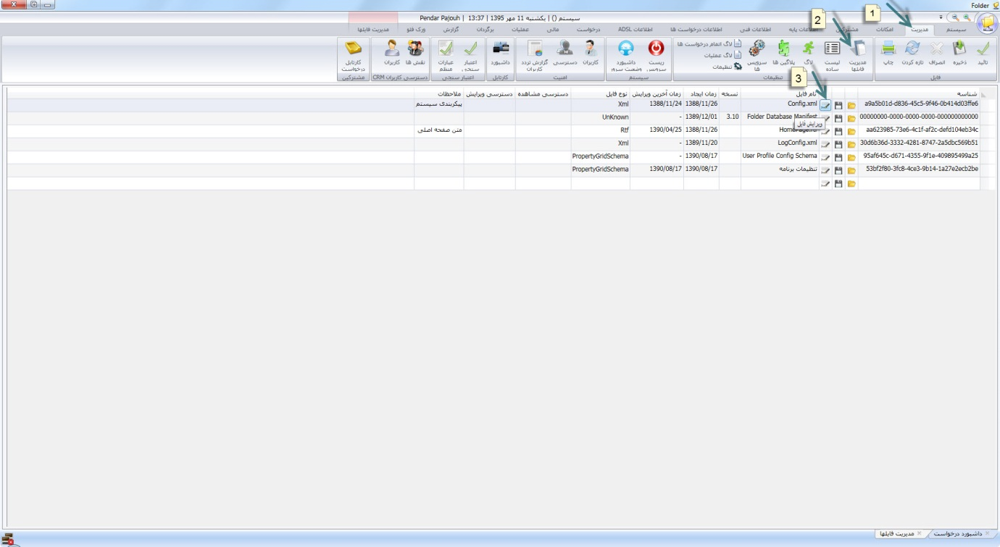 Folder
سیستم () | یکشنبه 11 مهر 1395 | 13:37 | Pendar Pajouh
1
2
3
سیستم مدیریت امکانات مشترکین اطلاعات پایه اطلاعات فنی اطلاعات درخواست ها اطلاعات ADSL درخواست مالی عملیات برگردان گزارش ورک فلو مدیریت فایلها
تائید ذخیره انصراف تازه کردن چاپ
فایل
مدیریت فایلها
لیست ساده
لاگ
پلاگین ها
سرویس ها
لاگ انجام درخواست ها
لاگ عملیات
تنظیمات
تنظیمات
ریست سرویس
داشبورد وضعیت سرور
سیستم
کاربران
دسترسی
گزارش تردد کاربران
امنیت
داشبورد
کارتابل
اعتبار سنجی
عبارات منظم
اعتبار سنجی
نقش ها
کاربران
دسترسی کاربران CRM
کارتابل درخواست
مشترکین
شناسه نام فایل نسخه زمان ایجاد زمان آخرین ویرایش نوع فایل دسترسی مشاهده دسترسی ویرایش ملاحظات
a9a5b01d-d836-45c5-9f46-0b414d03ffe6 Config.xml 1388/11/26 1388/11/24 Xml پیکربندی سیستم
00000000-0000-0000-0000-000000000000 Folder Database Manifest 3.10 1389/12/01 - UnKnown
ویرایش فایل
aa623985-73e6-4c1f-af2c-defd104eb34c HomePage.rtf 1388/11/26 1390/04/25 Rtf متن صفحه اصلی
30d6b36d-3332-4281-8747-2a5dbc569b51 LogConfig.xml 1389/11/20 - Xml
95af645c-d671-4355-9f1e-409895499a25 User Profile Config Schema 1390/08/17 - PropertyGridSchema
53bf2f80-3fc8-4ce3-9b14-1a27e2ecb2be تنظیمات برنامه 1390/08/17 1390/08/17 PropertyGridSchema
داشبورد درخواست مدیریت فایلها